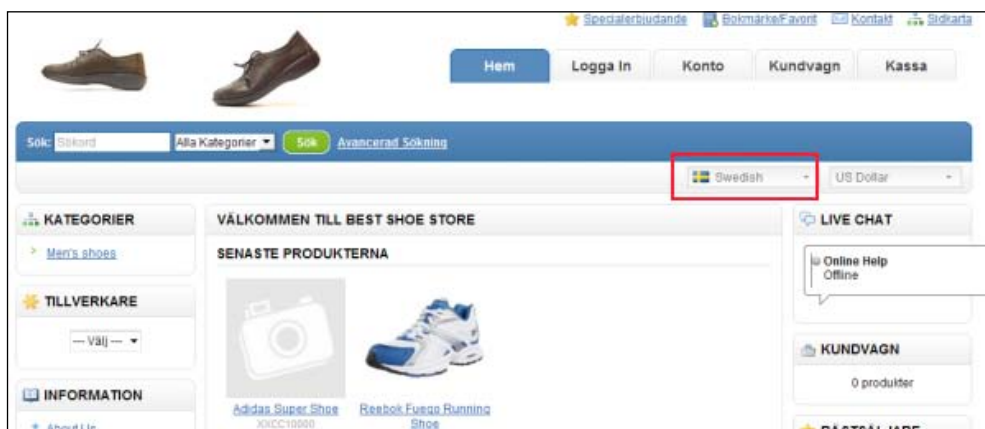 Specialerbjudande Bokmärke/Favorit Kontakt Sidkarta
Hem Logga In Konto Kundvagn Kassa
Sök: Sökord Alla Kategorier Sök Avancerad Sökning
Swedish US Dollar
KATEGORIER
Men's shoes
TILLVERKARE
--- Välj ---
INFORMATION
About Us
VÄLKOMMEN TILL BEST SHOE STORE
SENASTE PRODUKTERNA
Adidas Super Shoe
XXCC10000
Reebok Fuego Running
Shoe
LIVE CHAT
Online Help
Offline
KUNDVAGN
0 produkter
BÄSTSÄLJARE